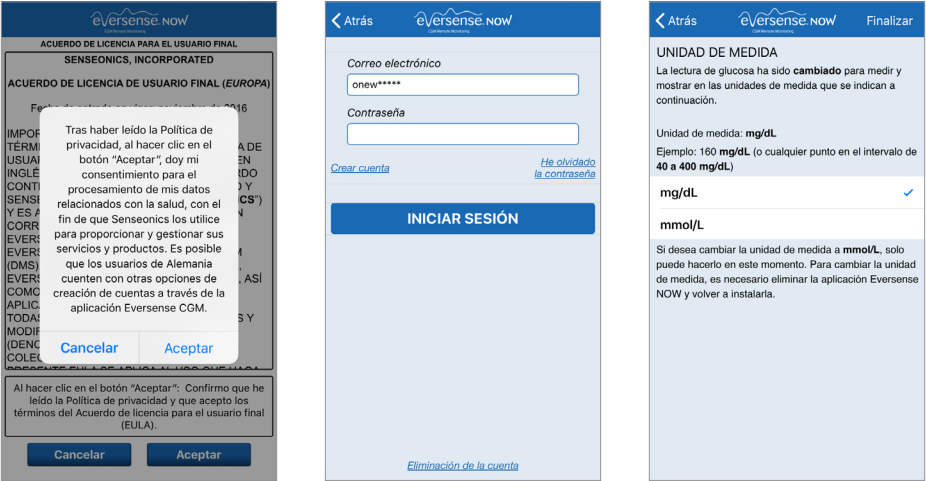 eversense. NOW
CGM Remote Monitoring
ACUERDO DE LICENCIA PARA EL USUARIO FINAL
SENSEONICS, INCORPORATED
ACUERDO DE LICENCIA DE USUARIO FINAL (EUROPA)
2016
Tras haber leído la Política de
privacidad, al hacer clic en el
botón “Aceptar”, doy mi
consentimiento para el
procesamiento de mis datos
relacionados con la salud, con el
fin de que Senseonics los utilice
para proporcionar y gestionar sus
servicios y productos. Es posible
que los usuarios de Alemania
cuenten con otras opciones de
creación de cuentas a través de la
aplicación Eversense CGM.
Cancelar Aceptar
Al hacer clic en el botón “Aceptar”: Confirmo que he
leído la Política de privacidad y que acepto los
términos del Acuerdo de licencia para el usuario final
(EULA).
Cancelar Aceptar
Atrás eversense. NOW
CGM Remote Monitoring
Correo electrónico
onew*****
Contraseña
Crear cuenta He olvidado
la contraseña
INICIAR SESIÓN
Eliminación de la cuenta
Atrás eversense. NOW Finalizar
CGM Remote Monitoring
UNIDAD DE MEDIDA
La lectura de glucosa ha sido cambiado para medir y
mostrar en las unidades de medida que se indican a
continuación.
Unidad de medida: mg/dL
Ejemplo: 160 mg/dL (o cualquier punto en el intervalo de
40 a 400 mg/dL)
mg/dL
mmol/L
Si desea cambiar la unidad de medida a mmol/L, solo
puede hacerlo en este momento. Para cambiar la unidad
de medida, es necesario eliminar la aplicación Eversense
NOW y volver a instalarla.